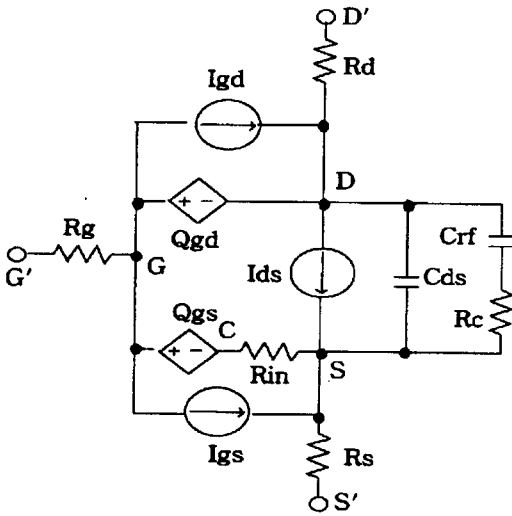 D'
Rd
Igd
D
Rg
Qgd
G'
G
Ids
Cds
Crf
Rc
Qgs
C
Rin
S
Igs
Rs
S'
+ -
+ -